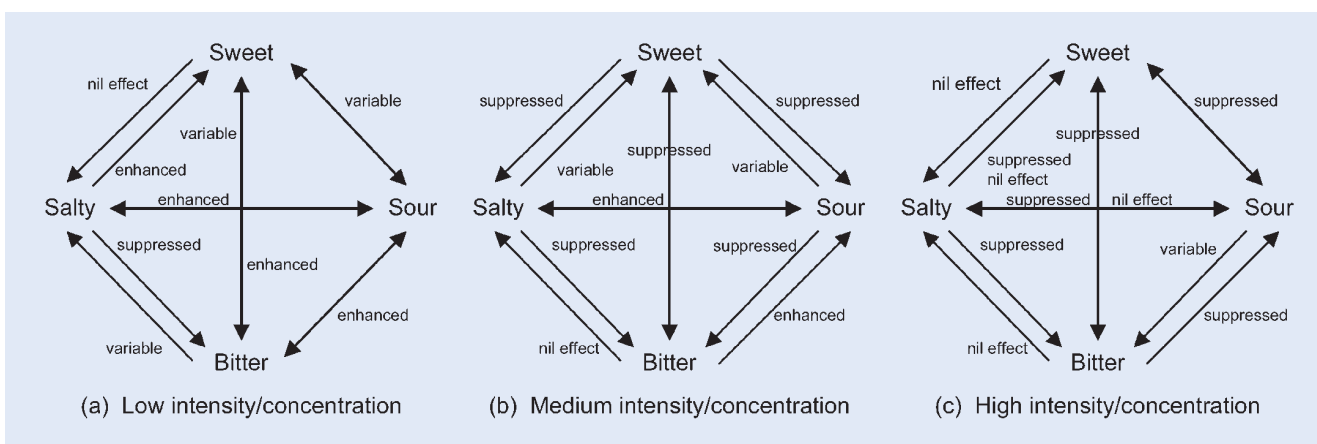 Sweet
nil effect
variable
variable
enhanced
Salty
enhanced
Sour
suppressed
enhanced
enhanced
variable
Bitter
(a) Low intensity/concentration
Sweet
suppressed
suppressed
suppressed
variable
variable
Salty
enhanced
Sour
suppressed
suppressed
enhanced
nil effect
Bitter
(b) Medium intensity/concentration
Sweet
nil effect
suppressed
suppressed
suppressed
nil effect
Salty
suppressed
nil effect
Sour
suppressed
variable
suppressed
nil effect
Bitter
(c) High intensity/concentration